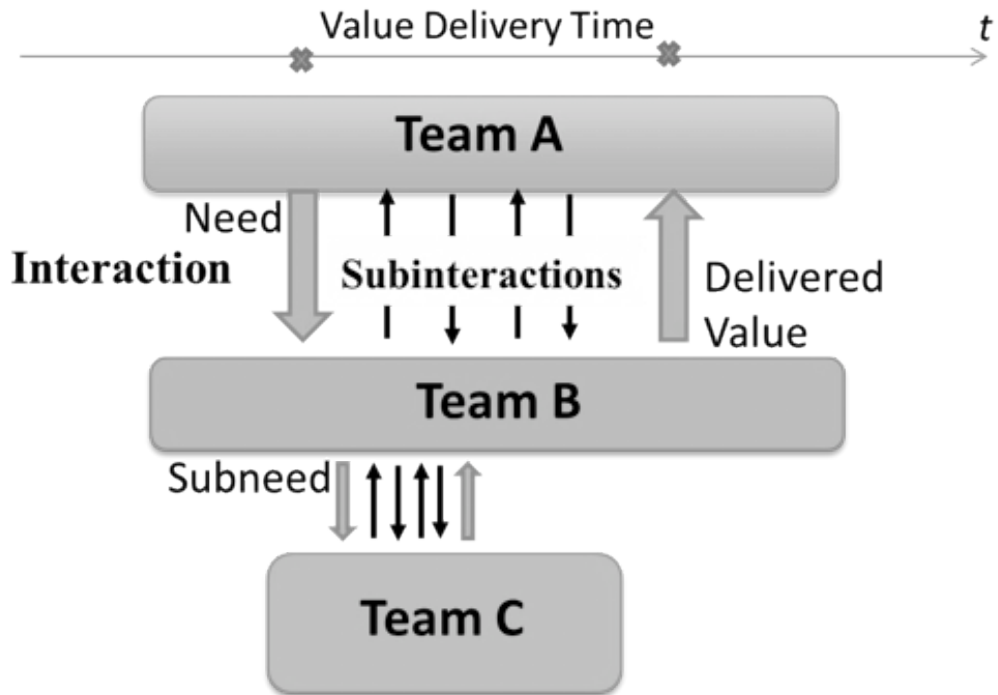 Value Delivery Time
t
Team A
Need
Interaction
Subinteractions
Delivered
Value
Team B
Subneed
Team C